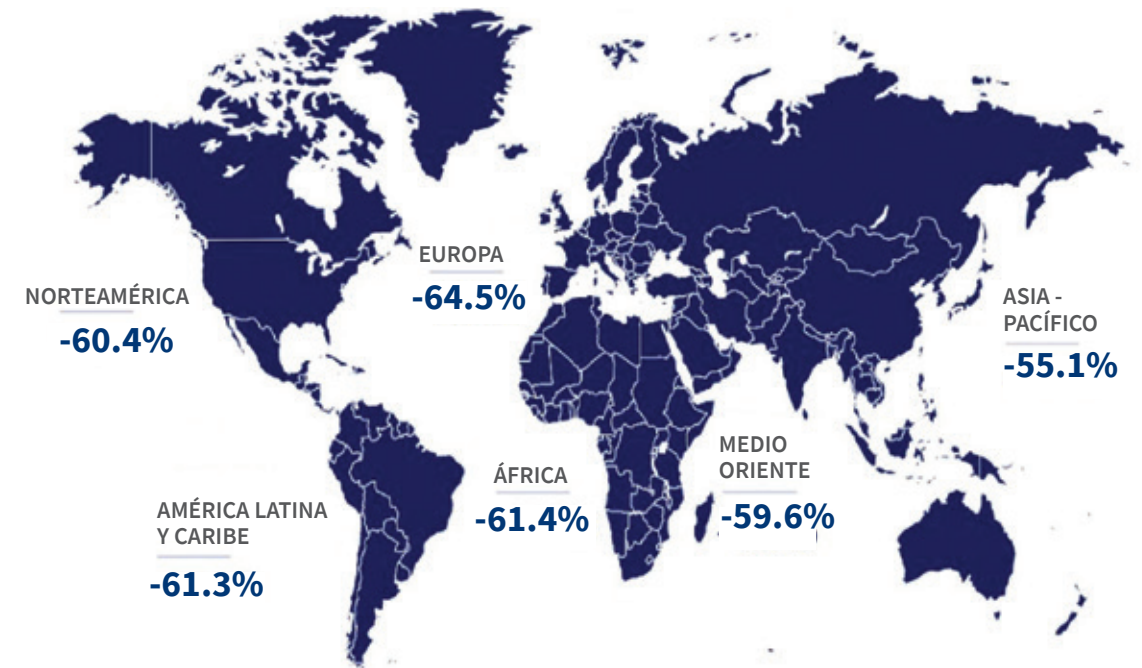 EUROPA
-64.5%
NORTEAMÉRICA
-60.4%
ASIA -
PACÍFICO
-55.1%
MEDIO
ORIENTE
-59.6%
ÁFRICA
-61.4%
AMÉRICA LATINA
Y CARIBE
-61.3%